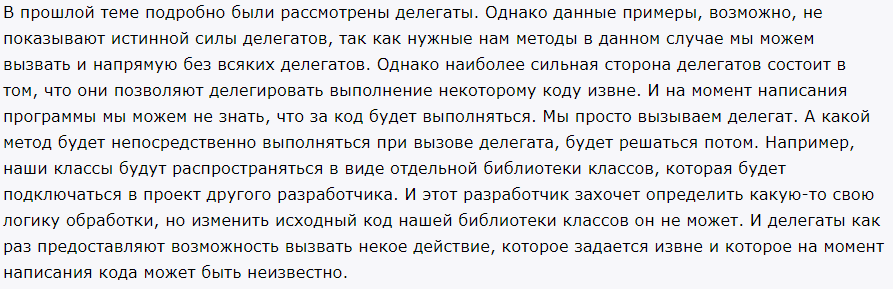 В прошлой теме подробно были рассмотрены делегаты. Однако данные примеры, возможно, не
показывают истинной силы делегатов, так как нужные нам методы в данном случае мы можем
вызвать и напрямую без всяких делегатов. Однако наиболее сильная сторона делегатов состоит в
том, что они позволяют делегировать выполнение некоторому коду извне. И на момент написания
программы мы можем не знать, что за код будет выполняться. Мы просто вызываем делегат. А какой
метод будет непосредственно выполняться при вызове делегата, будет решаться потом. Например,
наши классы будут распространяться в виде отдельной библиотеки классов, которая будет
подключаться в проект другого разработчика. И этот разработчик захочет определить какую-то свою
логику обработки, но изменить исходный код нашей библиотеки классов он не может. И делегаты как
раз предоставляют возможность вызвать некое действие, которое задается извне и которое на момент
написания кода может быть неизвестно.